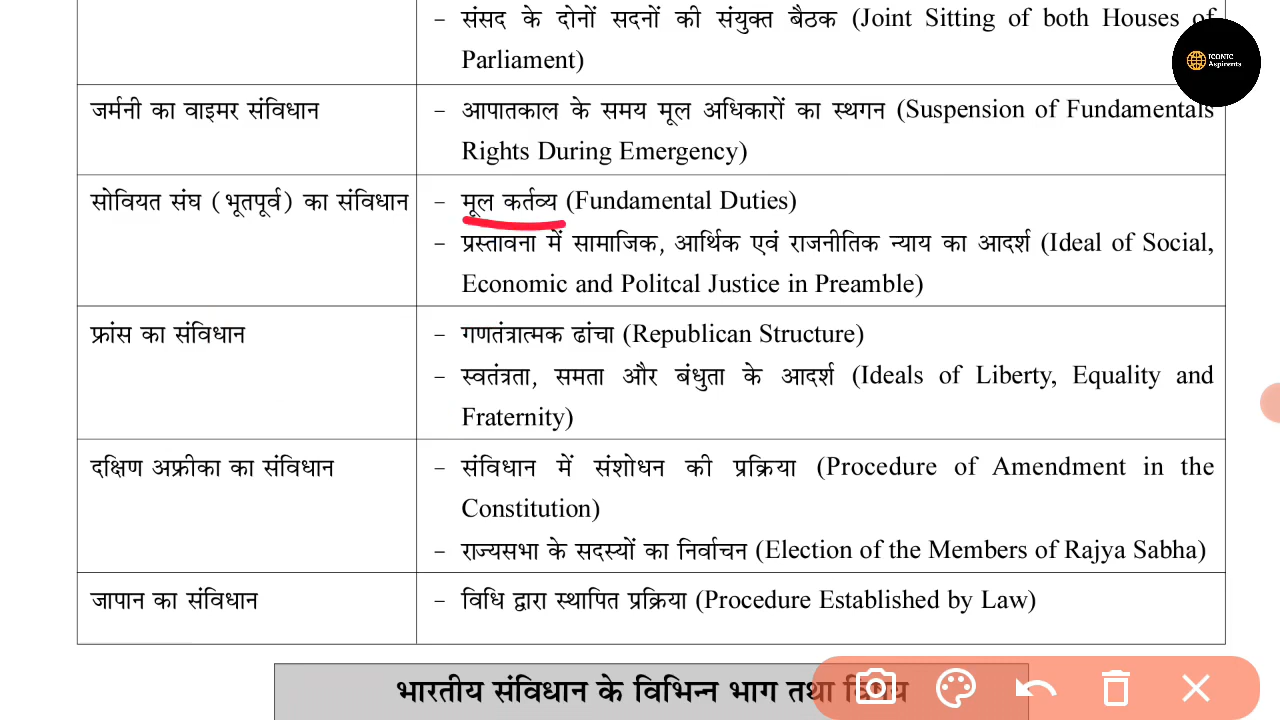 – संसद के दोनों सदनों की संयुक्त बैठक (Joint Sitting of both Houses of
Parliament)
ICONIC
Aspirents
जर्मनी का वाइमर संविधान – आपातकाल के समय मूल अधिकारों का स्थगन (Suspension of Fundamentals
Rights During Emergency)
सोवियत संघ (भूतपूर्व) का संविधान – मूल कर्तव्य (Fundamental Duties)
– प्रस्तावना में सामाजिक, आर्थिक एवं राजनीतिक न्याय का आदर्श (Ideal of Social,
Economic and Politcal Justice in Preamble)
फ्रांस का संविधान – गणतंत्रात्मक ढांचा (Republican Structure)
– स्वतंत्रता, समता और बंधुता के आदर्श (Ideals of Liberty, Equality and
Fraternity)
दक्षिण अफ्रीका का संविधान – संविधान में संशोधन की प्रक्रिया (Procedure of Amendment in the
Constitution)
– राज्यसभा के सदस्यों का निर्वाचन (Election of the Members of Rajya Sabha)
जापान का संविधान – विधि द्वारा स्थापित प्रक्रिया (Procedure Established by Law)
भारतीय संविधान के विभिन्न भाग तथा विषय